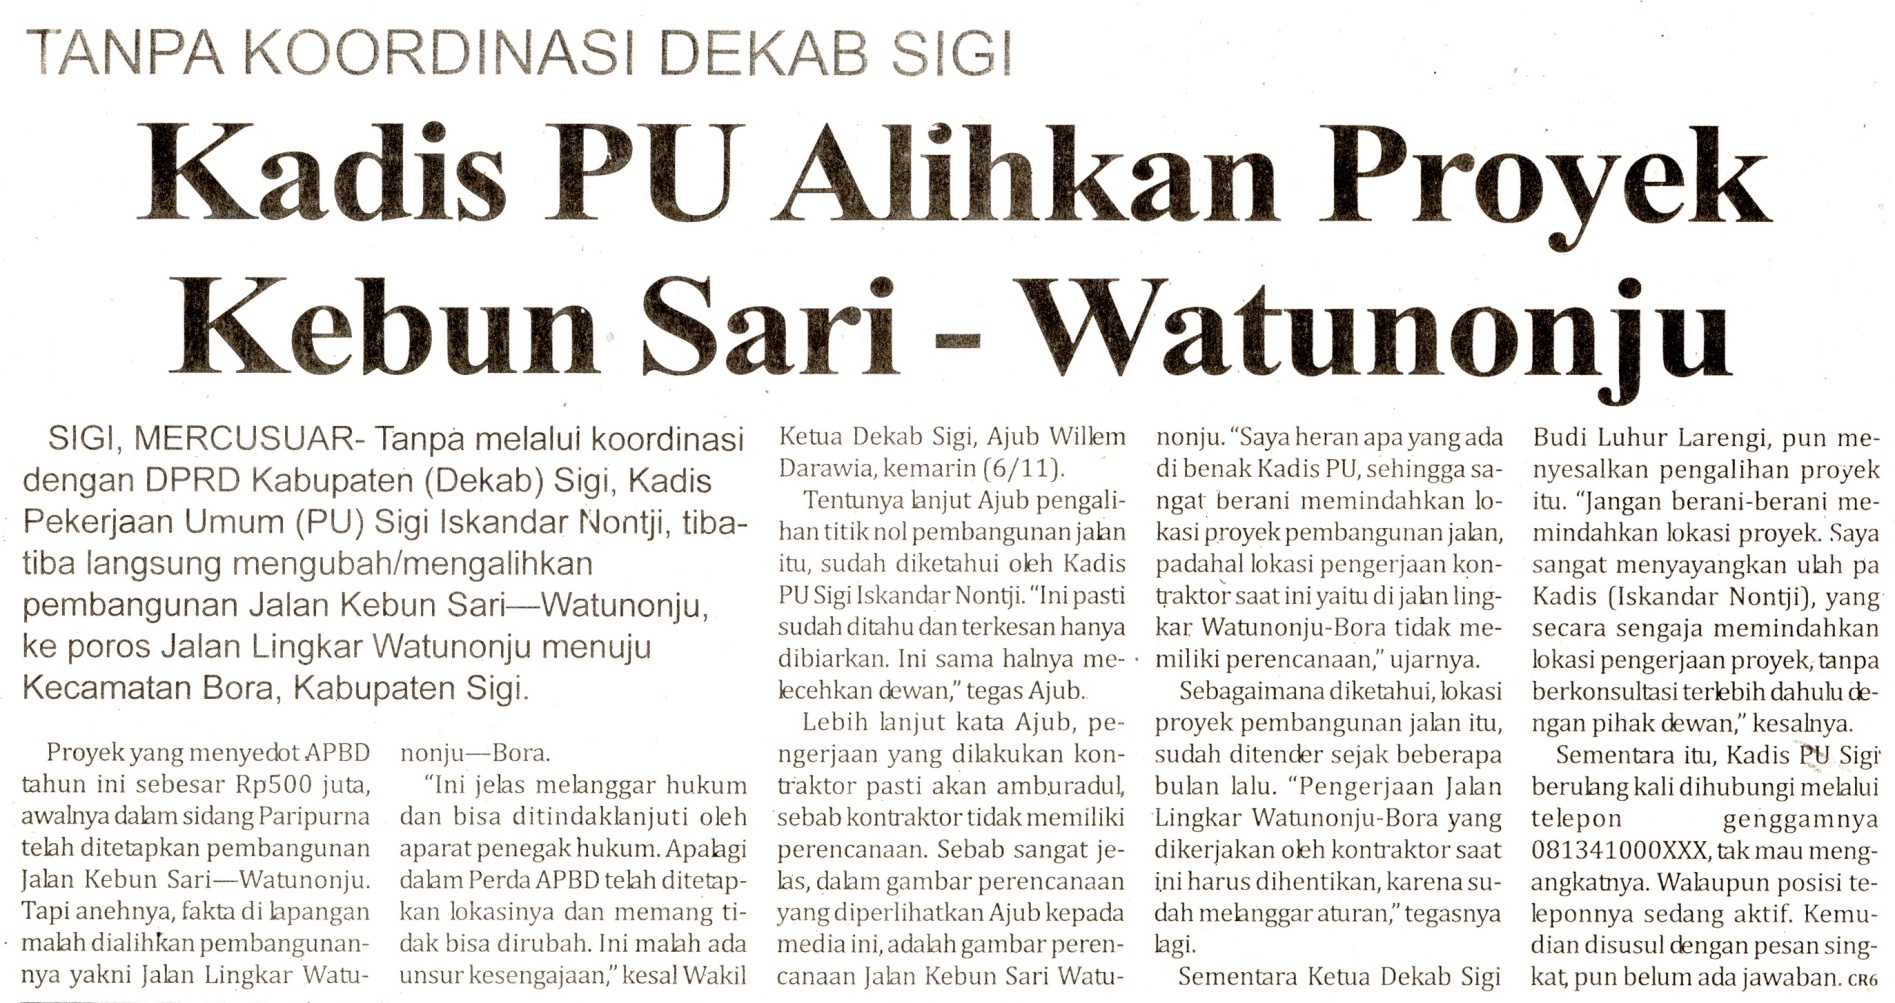 TANPA KOORDINASI DEKAB SIGI
Kadis PU Alihkan Proyek
Kebun Sari - Watunonju
SIGI, MERCUSUAR- Tanpa melalui koordinasi
dengan DPRD Kabupaten (Dekab) Sigi, Kadis
Pekerjaan Umum (PU) Sigi Iskandar Nontji, tiba-
tiba langsung mengubah/mengalihkan
pembangunan Jalan Kebun Sari—Watunonju,
ke poros Jalan Lingkar Watunonju menuju
Kecamatan Bora, Kabupaten Sigi.
Proyek yang menyedot APBD
tahun ini sebesar Rp500 juta,
awalnya dalam sidang Paripurna
telah ditetapkan pembangunan
Jalan Kebun Sari—Watunonju.
Tapi anehnya, fakta di lapangan
malah dialihkan pembangunan-
nya yakni Jalan Lingkar Watu-
nonju—Bora.
“Ini jelas melanggar hukum
dan bisa ditindaklanjuti oleh
aparat penegak hukum. Apalagi
dalam Perda APBD telah ditetap-
kan lokasinya dan memang ti-
dak bisa dirubah. Ini malah ada
unsur kesengajaan,” kesal Wakil
Ketua Dekab Sigi, Ajub Willem
Darawia, kemarin (6/11).
Tentunya lanjut Ajub pengali-
han titik nol pembangunan jalan
itu, sudah diketahui oleh Kadis
PU Sigi Iskandar Nontji. “Ini pasti
sudah ditahu dan terkesan hanya
dibiarkan. Ini sama halnya me-
lecehkan dewan,” tegas Ajub.
Lebih lanjut kata Ajub, pe-
ngerjaan yang dilakukan kon-
traktor pasti akan amburadul,
sebab kontraktor tidak memiliki
perencanaan. Sebab sangat je-
las, dalam gambar perencanaan
yang diperlihatkan Ajub kepada
media ini, adalah gambar peren-
canaan Jalan Kebun Sari Watu-
nonju. “Saya heran apa yang ada
di benak Kadis PU, sehingga sa-
ngat berani memindahkan lo-
kasi proyek pembangunan jalan,
padahal lokasi pengerjaan kon-
traktor saat ini yaitu di jalan ling-
kar Watunonju-Bora tidak me-
miliki perencanaan,” ujarnya.
Sebagaimana diketahui, lokasi
proyek pembangunan jalan itu,
sudah ditender sejak beberapa
bulan lalu. “Pengerjaan Jalan
Lingkar Watunonju-Bora yang
dikerjakan oleh kontraktor saat
ini harus dihentikan, karena su-
dah melanggar aturan,” tegasnya
lagi.
Sementara Ketua Dekab Sigi
Budi Luhur Larengi, pun me-
nyesalkan pengalihan proyek
itu. “Jangan berani-berani me-
mindahkan lokasi proyek. Saya
sangat menyayangkan ulah pa
Kadis (Iskandar Nontji), yang
secara sengaja memindahkan
lokasi pengerjaan proyek, tanpa
berkonsultasi terlebih dahulu de-
ngan pihak dewan,” kesalnya.
Sementara itu, Kadis PU Sigi
berulang kali dihubungi melalui
telepon genggamnya
081341000XXX, tak mau meng-
angkatnya. Walaupun posisi te-
leponnya sedang aktif. Kemu-
dian disusul dengan pesan sing-
kat, pun belum ada jawaban. CR6